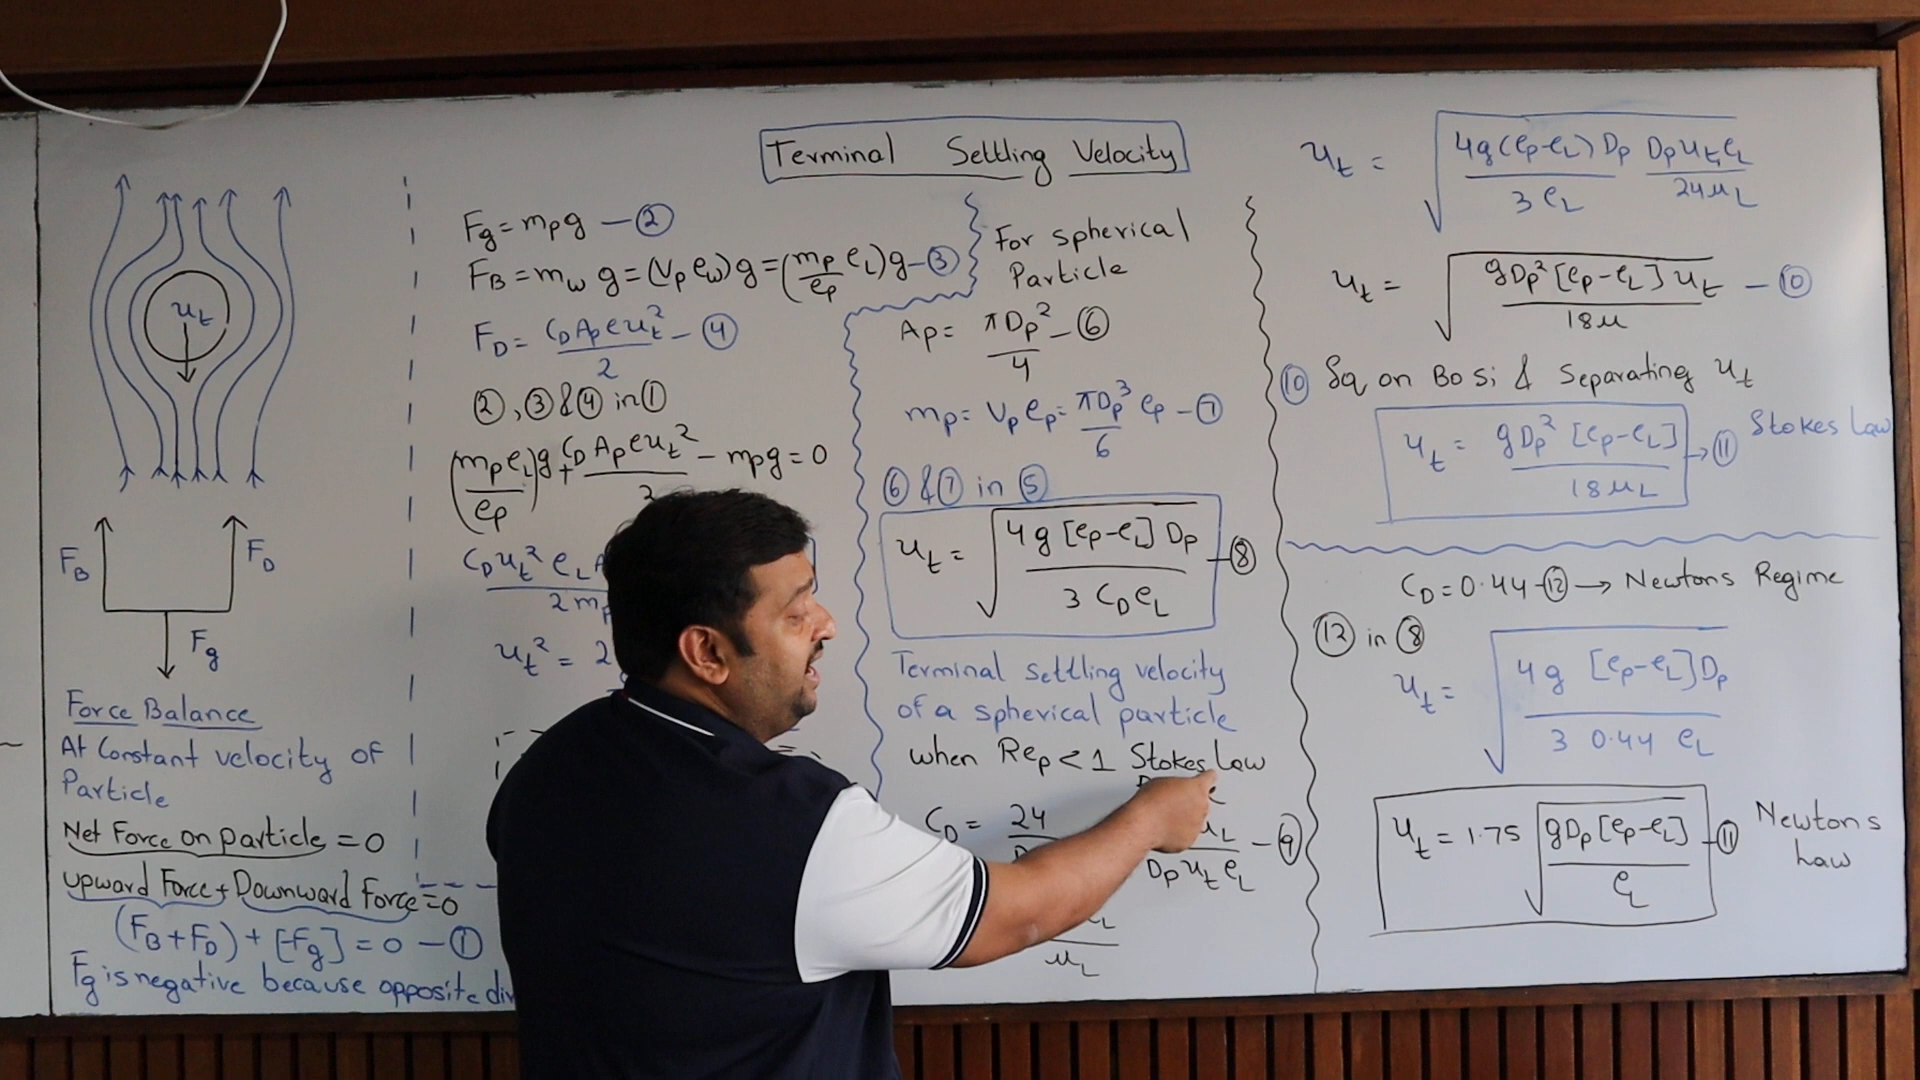 Terminal Settling Velocity
u_t
F_B
F_D
F_g
Force Balance
At Constant velocity of
Particle
Net Force on particle = 0
upward Force + Downward Force = 0
(F_B + F_D) + [-F_g] = 0 — ①
F_g is negative because opposite
F_g = m_p g — ②
F_B = m_w g = (V_p ρ_w) g = (m_p/ρ_p ρ_L) g — ③
F_D = C_D A_p ρ u_t² / 2 — ④
②, ③ & ④ in ①
(m_p ρ_L / ρ_p) g + C_D A_p ρ u_t² / 2 - m_p g = 0
C_D u_t² ρ_L
2 m_p
u_t² = 2
For spherical
Particle
A_p = π D_p² / 4 — ⑥
m_p = V_p ρ_p = π D_p³ / 6 ρ_p — ⑦
⑥ & ⑦ in ⑤
u_t = √(4 g [ρ_p - ρ_L] D_p / 3 C_D ρ_L) — ⑧
Terminal settling velocity
of a spherical particle
when Re_p < 1 Stokes Law
C_D = 24
D_p u_t ρ_L — ⑨
μ_L
u_t = √(4 g (ρ_p - ρ_L) D_p / 3 ρ_L D_p u_t ρ_L / 24 μ_L)
u_t = √(g D_p² [ρ_p - ρ_L] u_t / 18 μ) — ⑩
⑩ Sq on Bo Si & Separating u_t
u_t = g D_p² [ρ_p - ρ_L] / 18 μ_L → ⑪ Stokes Law
C_D = 0.44 - ⑫ → Newtons Regime
⑫ in ⑧
u_t = √(4 g [ρ_p - ρ_L] D_p / 3 0.44 ρ_L)
u_t = 1.75 √(g D_p [ρ_p - ρ_L] / ρ_L) — ⑪ Newtons
Law